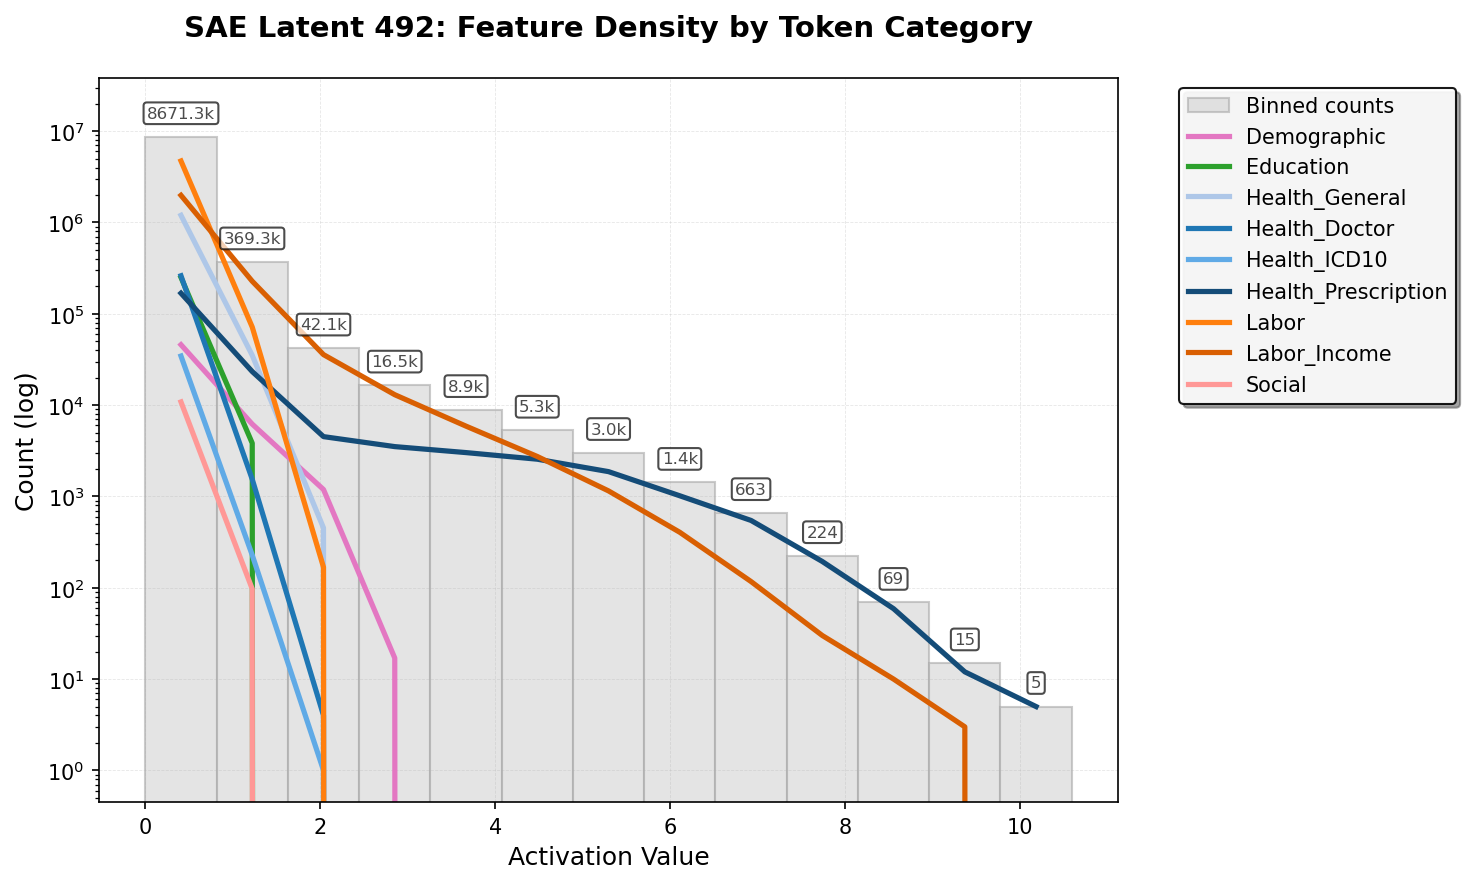 SAE Latent 492: Feature Density by Token Category
8671.3k
369.3k
42.1k
16.5k
8.9k
5.3k
3.0k
1.4k
663
224
69
15
5
Count (log)
10⁷
10⁶
10⁵
10⁴
10³
10²
10¹
10⁰
0 2 4 6 8 10
Activation Value
Binned counts
Demographic
Education
Health_General
Health_Doctor
Health_ICD10
Health_Prescription
Labor
Labor_Income
Social